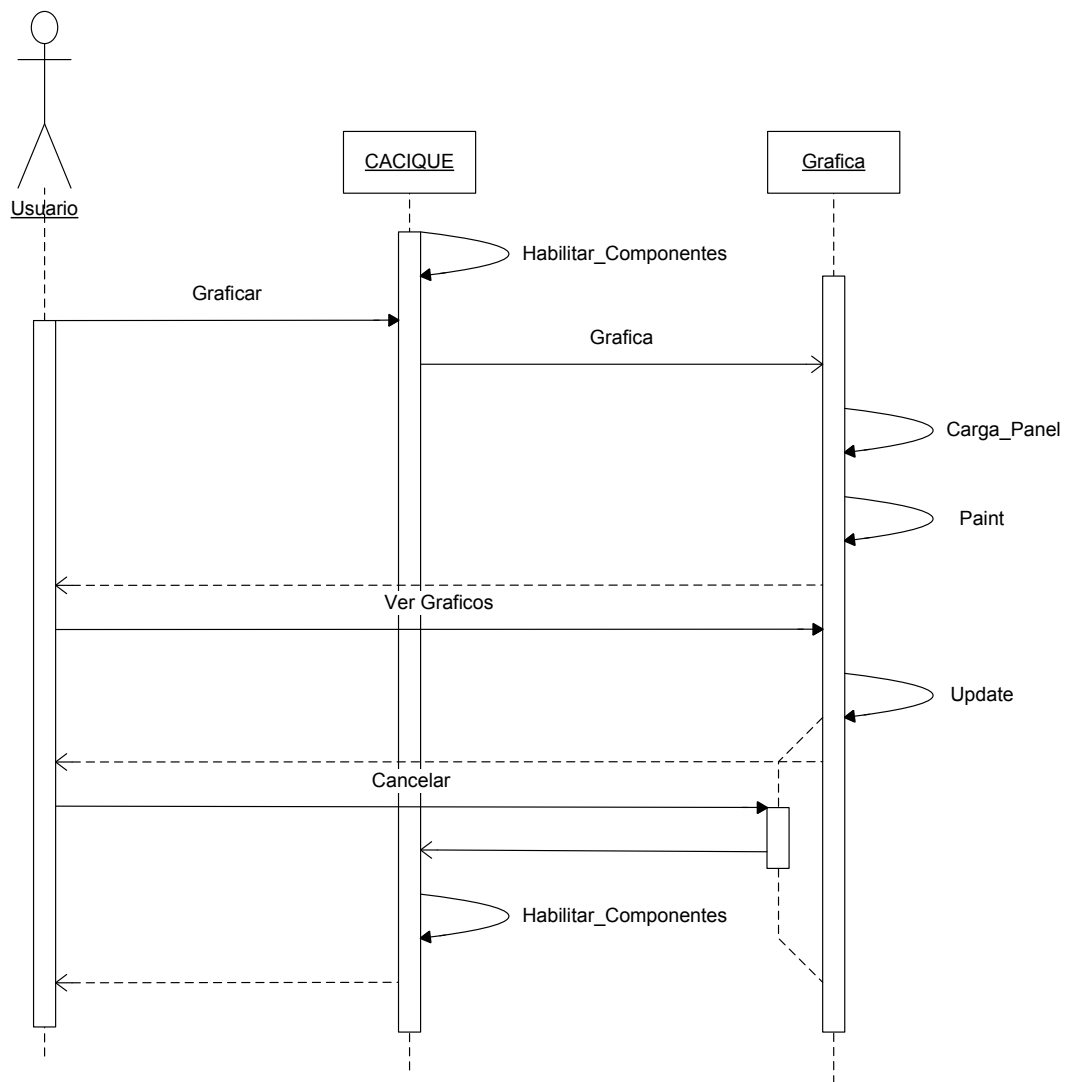 CACIQUE
Grafica
Usuario
Habilitar_Componentes
Graficar
Grafica
Carga_Panel
Paint
Ver Graficos
Update
Cancelar
Habilitar_Componentes